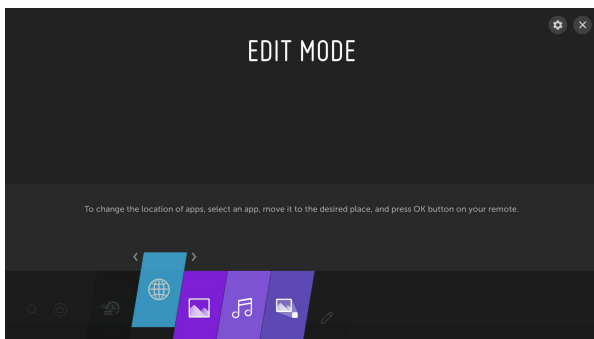 EDIT MODE
To change the location of apps, select an app, move it to the desired place, and press OK button on your remote.